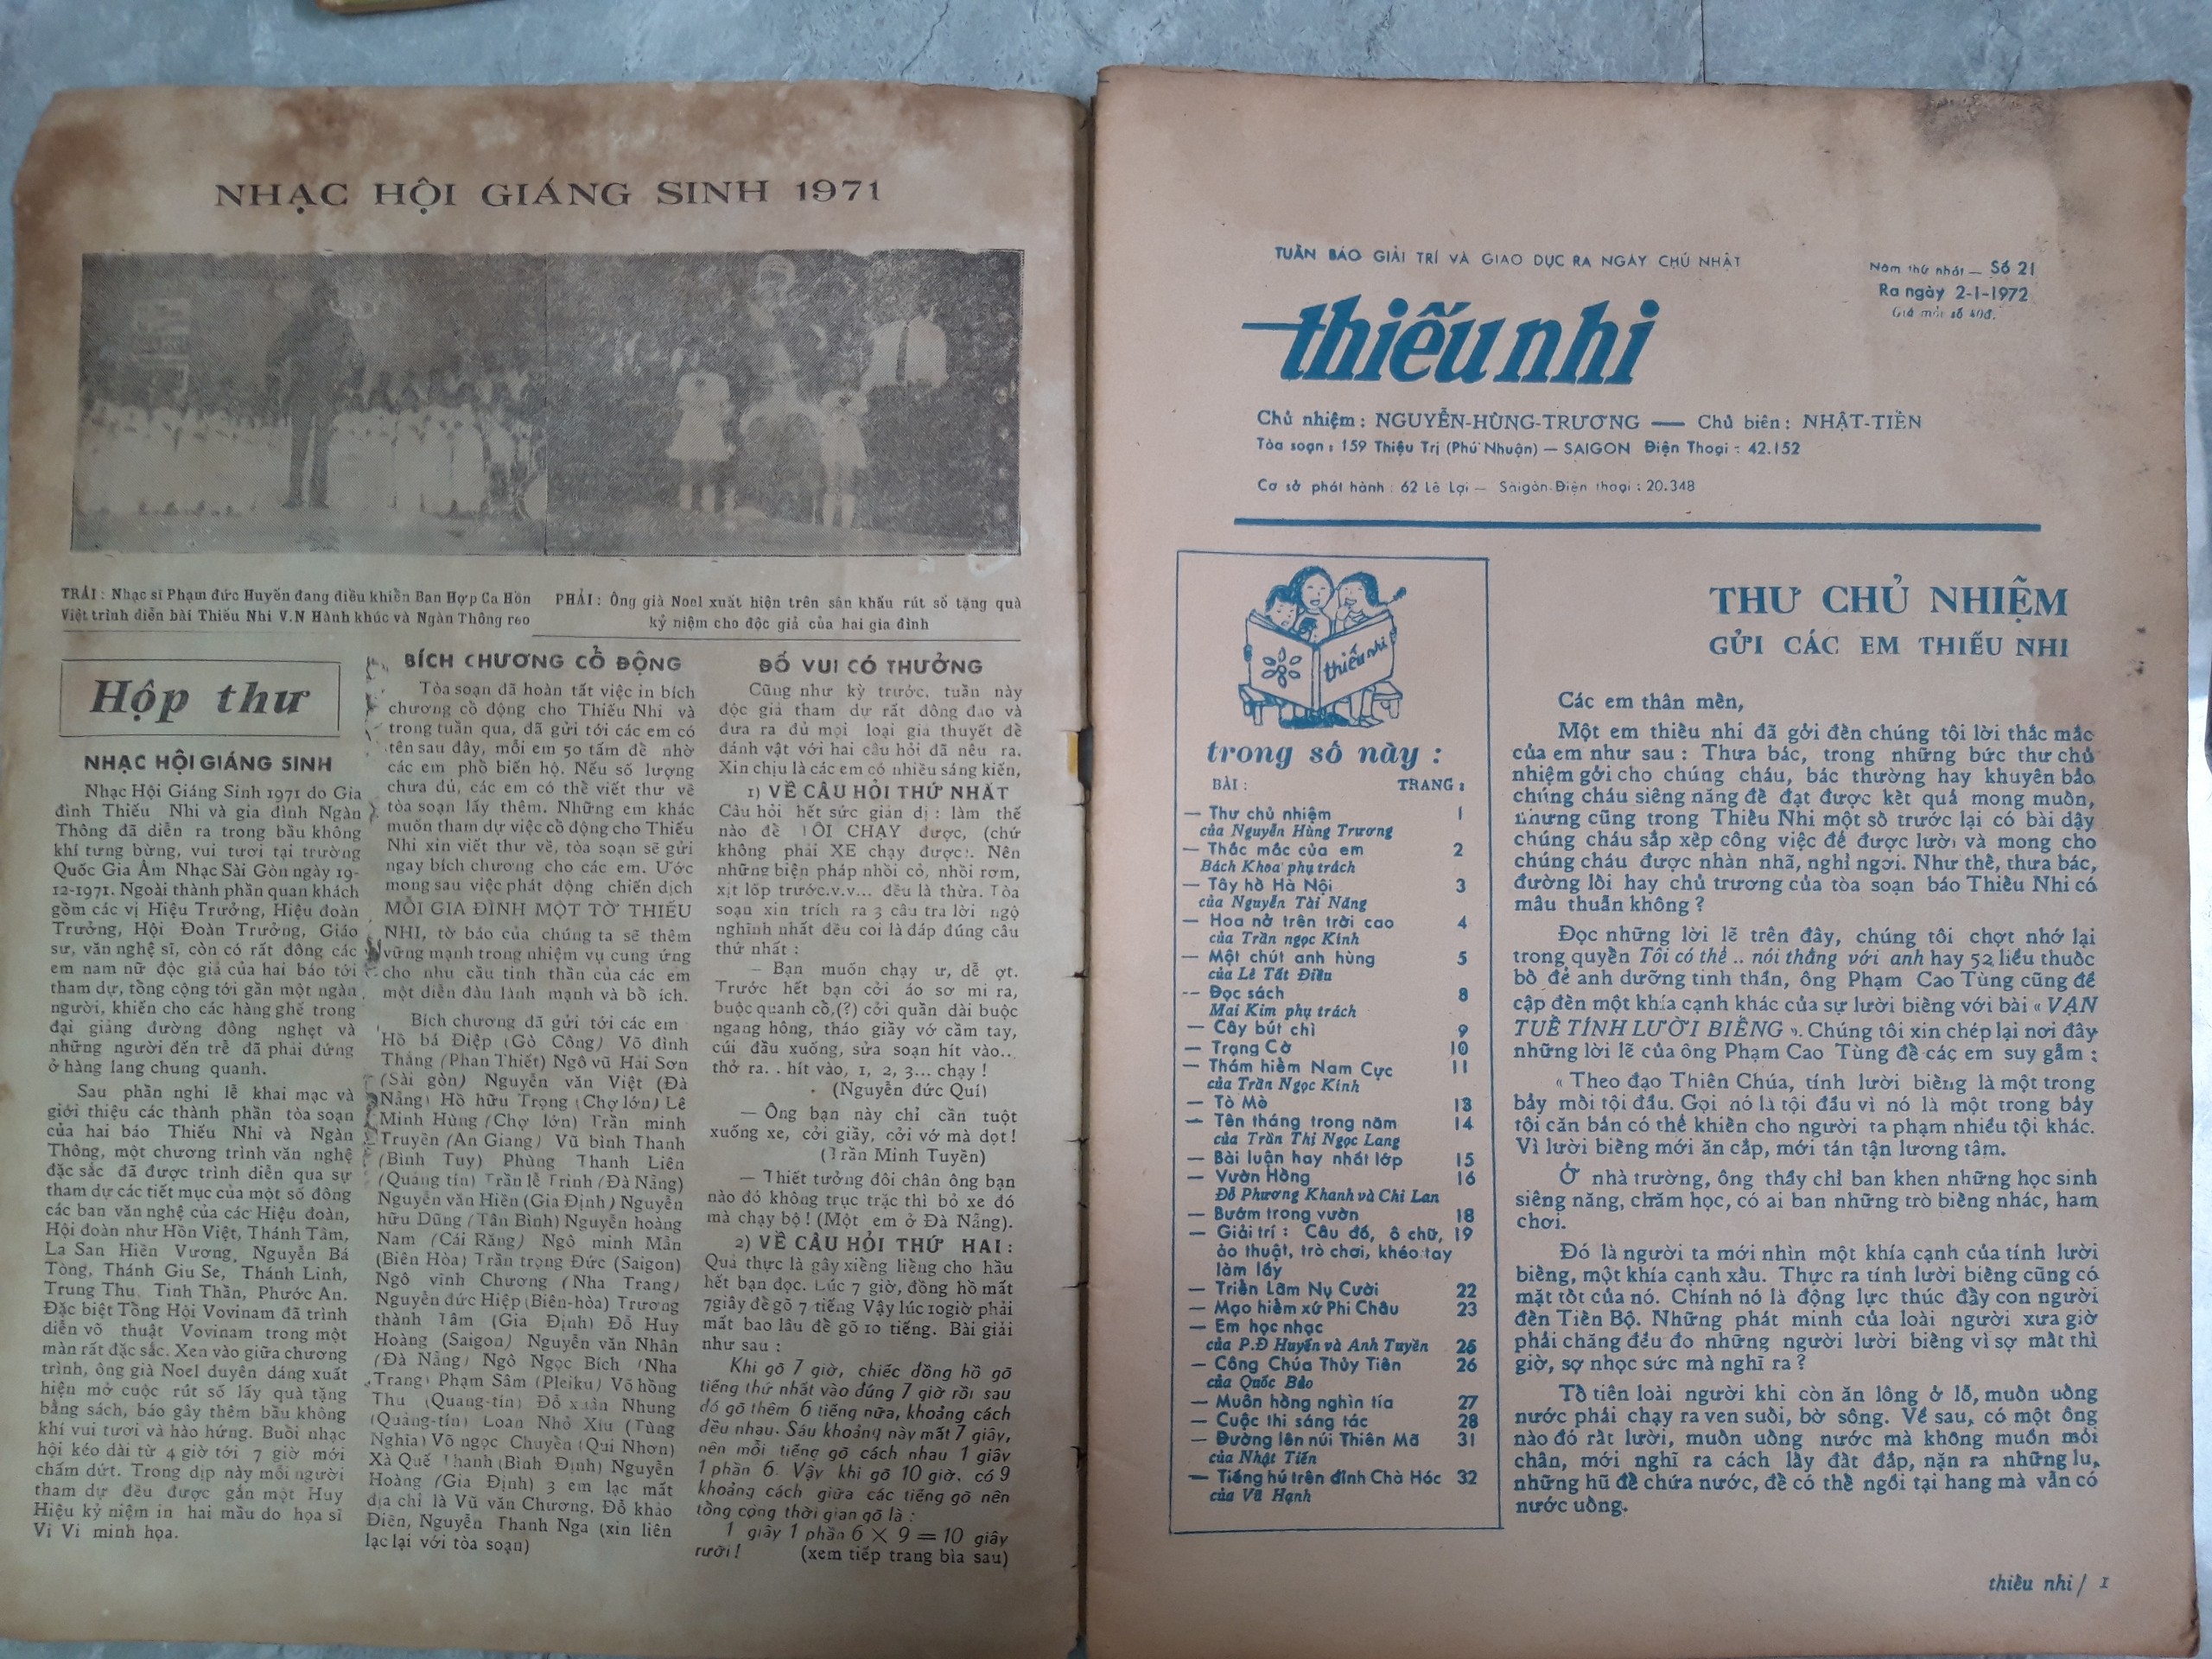 NHẠC HỘI GIÁNG SINH 1971
TRÁI : Nhạc sĩ Phạm đức Huyến đang điều khiển Ban Hợp Ca Hồn
Việt trình diễn bài Thiếu Nhi V.N Hành khúc và Ngàn Thông reo
PHẢI : Ông già Noel xuất hiện trên sân khấu rút số tặng quà
kỷ niệm cho độc giả của hai gia đình
Hộp thư
NHẠC HỘI GIÁNG SINH
Nhạc Hội Giáng Sinh 1971 do Gia
đình Thiếu Nhi và gia đình Ngàn
Thông đã diễn ra trong bầu không
khí tưng bừng, vui tươi tại trường
Quốc Gia Âm Nhạc Sài Gòn ngày 19-
12-1971. Ngoài thành phần quan khách
gồm các vị Hiệu Trưởng, Hiệu đoàn
Trưởng, Hội Đoàn Trưởng, Giáo
sư, văn nghệ sĩ, còn có rất đông các
em nam nữ độc giả của hai báo tới
tham dự, tổng cộng tới gần một ngàn
người, khiến cho các hàng ghế trong
đại giảng đường đông nghẹt và
những người đến trễ đã phải đứng
ở hàng lang chung quanh.
Sau phần nghi lễ khai mạc và
giới thiệu các thành phần tòa soạn
của hai báo Thiếu Nhi và Ngàn
Thông, một chương trình văn nghệ
đặc sắc đã được trình diễn qua sự
tham dự các tiết mục của một số đông
các ban văn nghệ của các Hiệu đoàn,
Hội đoàn như Hồn Việt, Thánh Tâm,
La San Hiền Vương, Nguyễn Bá
Tòng, Thánh Giu Se, Thánh Linh,
Trung Thu, Tinh Thần, Phước An.
Đặc biệt Tổng Hội Vovinam đã trình
diễn võ thuật Vovinam trong một
màn rất đặc sắc. Xen vào giữa chương
trình, ông già Noel duyên dáng xuất
hiện mở cuộc rút số lấy quà tặng
bằng sách, báo gây thêm bầu không
khí vui tươi và hào hứng. Buổi nhạc
hội kéo dài từ 4 giờ tới 7 giờ mới
chấm dứt. Trong dịp này mỗi người
tham dự đều được gắn một Huy
Hiệu kỷ niệm in hai mầu do họa sĩ
Vi Vi minh họa.
BÍCH CHƯƠNG CỔ ĐỘNG
Tòa soạn đã hoàn tất việc in bích
chương cổ động cho Thiếu Nhi và
trong tuần qua, đã gửi tới các em có
tên sau đây, mỗi em 50 tấm để nhờ
các em phổ biến hộ. Nếu số lượng
chưa đủ, các em có thể viết thư về
tòa soạn lấy thêm. Những em khác
muốn tham dự việc cổ động cho Thiếu
Nhi xin viết thư về, tòa soạn sẽ gửi
ngay bích chương cho các em. Ước
mong sau việc phát động chiến dịch
MỖI GIA ĐÌNH MỘT TỜ THIẾU
NHI, tờ báo của chúng ta sẽ thêm
vững mạnh trong nhiệm vụ cung ứng
cho nhu cầu tinh thần của các em
một diễn đàn lành mạnh và bổ ích.
Bích chương đã gửi tới các em
Hồ bá Điệp (Gò Công) Võ đình
Thắng (Phan Thiết) Ngô vũ Hải Sơn
(Sài gòn) Nguyễn văn Việt (Đà
Nẵng) Hồ hữu Trọng (Chợ lớn) Lê
Minh Hùng (Chợ lớn) Trần minh
Truyền (An Giang) Vũ bình Thanh
(Bình Tuy) Phùng Thanh Liên
(Quảng tín) Trần lễ Trinh (Đà Nẵng)
Nguyễn văn Hiền (Gia Định) Nguyễn
hữu Dũng (Tân Bình) Nguyễn hoàng
Nam (Cái Răng) Ngô minh Mẫn
(Biên Hòa) Trần trọng Đức (Saigon)
Ngô vĩnh Chương (Nha Trang)
Nguyễn đức Hiệp (Biên-hòa) Trương
thành Tâm (Gia Định) Đỗ Huy
Hoàng (Saigon) Nguyễn văn Nhân
(Đà Nẵng) Ngô Ngọc Bích (Nha
Trang) Phạm Sâm (Pleiku) Võ hồng
Thu (Quang-tín) Đỗ xuân Nhung
(Quảng-tín) Loan Nhỏ Xíu (Tùng
Nghĩa) Võ ngọc Chuyển (Qui Nhơn)
Xà Quế Thanh (Bình Định) Nguyễn
Hoàng (Gia Định) 3 em lạc mất
địa chỉ là Vũ văn Chương, Đỗ khảo
Điền, Nguyễn Thanh Nga (xin liên
lạc lại với tòa soạn)
ĐỐ VUI CÓ THƯỞNG
Cũng như kỳ trước, tuần này
độc giả tham dự rất đông đảo và
đưa ra đủ mọi loại giả thuyết để
đánh vật với hai câu hỏi đã nêu ra.
Xin chịu là các em có nhiều sáng kiến,
1) VỀ CÂU HỎI THỨ NHẤT
Câu hỏi hết sức giản dị : làm thế
nào để TÔI CHẠY được, (chứ
không phải XE chạy được). Nên
những biện pháp nhồi cỏ, nhồi rơm,
xịt lốp trước.v.v... đều là thừa. Tòa
soạn xin trích ra 3 câu tra lời ngộ
nghĩnh nhất đều coi là đáp đúng câu
thứ nhất :
— Bạn muốn chạy ư, dễ ợt.
Trước hết bạn cởi áo sơ mi ra,
buộc quanh cổ,(?) cởi quần dài buộc
ngang hông, tháo giầy vớ cầm tay,
cúi đầu xuống, sửa soạn hít vào...
thở ra. . hít vào, 1, 2, 3... chạy !
(Nguyễn đức Quí)
— Ông bạn này chỉ cần tuột
xuống xe, cởi giầy, cởi vớ mà dọt !
(Trần Minh Tuyền)
— Thiết tưởng đôi chân ông bạn
nào đó không trục trặc thì bỏ xe đó
mà chạy bộ ! (Một em ở Đà Nẵng).
2) VỀ CÂU HỎI THỨ HAI :
Quả thực là gây xiểng liểng cho hầu
hết bạn đọc. Lúc 7 giờ, đồng hồ mất
7giây để gõ 7 tiếng Vậy lúc 10giờ phải
mất bao lâu để gõ 10 tiếng. Bài giải
như sau :
Khi gõ 7 giờ, chiếc đồng hồ gõ
tiếng thứ nhất vào đúng 7 giờ rồi sau
đó gõ thêm 6 tiếng nữa, khoảng cách
đều nhau. Sáu khoảng này mất 7 giây,
nên mỗi tiếng gõ cách nhau 1 giây
1 phần 6. Vậy khi gõ 10 giờ, có 9
khoảng cách giữa các tiếng gõ nên
tổng cộng thời gian gõ là :
1 giây 1 phần 6 X 9 = 10 giây
rưỡi ! (xem tiếp trang bìa sau)
TUẦN BÁO GIẢI TRÍ VÀ GIAO DỤC RA NGÀY CHỦ NHẬT
Năm thứ nhất — Số 21
Ra ngày 2-1-1972
Giá mỗi số 40đ.
thiếu nhi
Chủ nhiệm : NGUYỄN-HÙNG-TRƯƠNG — Chủ biên : NHẬT-TIẾN
Tòa soạn : 159 Thiệu Trị (Phú Nhuận) — SAIGON Điện Thoại : 42.152
Cơ sở phát hành : 62 Lê Lợi — Sàigòn.Điện thoại : 20.348
thiếu nhi
trong số này :
BÀI : TRANG :
— Thư chủ nhiệm 1
của Nguyễn Hùng Trương
— Thắc mắc của em 2
Bách Khoa phụ trách
— Tây hồ Hà Nội 3
của Nguyễn Tài Năng
— Hoa nở trên trời cao 4
của Trần ngọc Kính
— Một chút anh hùng 5
của Lê Tất Điều
-- Đọc sách 8
Mai Kim phụ trách
— Cây bút chì 9
— Trạng Cờ 10
— Thám hiểm Nam Cực 11
của Trần Ngọc Kính
— Tò Mò 13
— Tên tháng trong năm 14
của Trần Thị Ngọc Lang
— Bài luận hay nhất lớp 15
— Vườn Hồng 16
Đỗ Phương Khanh và Chi Lan
— Bướm trong vườn 18
— Giải trí : Câu đố, ô chữ, 19
ảo thuật, trò chơi, khéo tay
làm lấy
— Triển Lãm Nụ Cười 22
— Mạo hiểm xứ Phi Châu 23
— Em học nhạc
của P.Đ Huyến và Anh Tuyền 25
— Công Chúa Thủy Tiên 26
của Quốc Bảo
— Muôn hồng nghìn tía 27
— Cuộc thi sáng tác 28
— Đường lên núi Thiên Mã 31
của Nhật Tiến
— Tiếng hú trên đỉnh Chà Hóc 32
của Vũ Hạnh
THƯ CHỦ NHIỆM
GỬI CÁC EM THIẾU NHI
Các em thân mến,
Một em thiếu nhi đã gởi đến chúng tội lời thắc mắc
của em như sau : Thưa bác, trong những bức thư chủ
nhiệm gởi cho chúng cháu, bác thường hay khuyên bảo
chúng cháu siêng năng để đạt được kết quả mong muốn,
nhưng cũng trong Thiếu Nhi một số trước lại có bài dậy
chúng cháu sắp xếp công việc để được lười và mong cho
chúng cháu được nhàn nhã, nghỉ ngơi. Như thế, thưa bác,
đường lối hay chủ trương của tòa soạn báo Thiếu Nhi có
mâu thuẫn không ?
Đọc những lời lẽ trên đây, chúng tôi chợt nhớ lại
trong quyển Tôi có thể .. nói thẳng với anh hay 52 liều thuốc
bổ để anh dưỡng tinh thần, ông Phạm Cao Tùng cũng đề
cập đến một khía cạnh khác của sự lười biếng với bài « VẠN
TUẾ TÍNH LƯỜI BIẾNG ». Chúng tôi xin chép lại nơi đây
những lời lẽ của ông Phạm Cao Tùng để các em suy gẫm :
« Theo đạo Thiên Chúa, tính lười biếng là một trong
bảy mối tội đầu. Gọi nó là tội đầu vì nó là một trong bảy
tội căn bản có thể khiến cho người ta phạm nhiều tội khác.
Vì lười biếng mới ăn cắp, mới tán tận lương tâm.
Ở nhà trường, ông thầy chỉ ban khen những học sinh
siêng năng, chăm học, có ai ban những trò biếng nhác, ham
chơi.
Đó là người ta mới nhìn một khía cạnh của tính lười
biếng, một khía cạnh xấu. Thực ra tính lười biếng cũng có
mặt tốt của nó. Chính nó là động lực thúc đầy con người
đến Tiến Bộ. Những phát minh của loài người xưa giờ
phải chăng đều do những người lười biếng vì sợ mất thì
giờ, sợ nhọc sức mà nghĩ ra ?
Tổ tiên loài người khi còn ăn lông ở lỗ, muốn uống
nước phải chạy ra ven suối, bờ sông. Về sau, có một ông
nào đó rất lười, muốn uống nước mà không muốn mỏi
chân, mới nghĩ ra cách lấy đất đắp, nặn ra những lu,
những hũ để chứa nước, để có thể ngồi tại hang mà vẫn có
nước uống.
thiếu nhi / 1